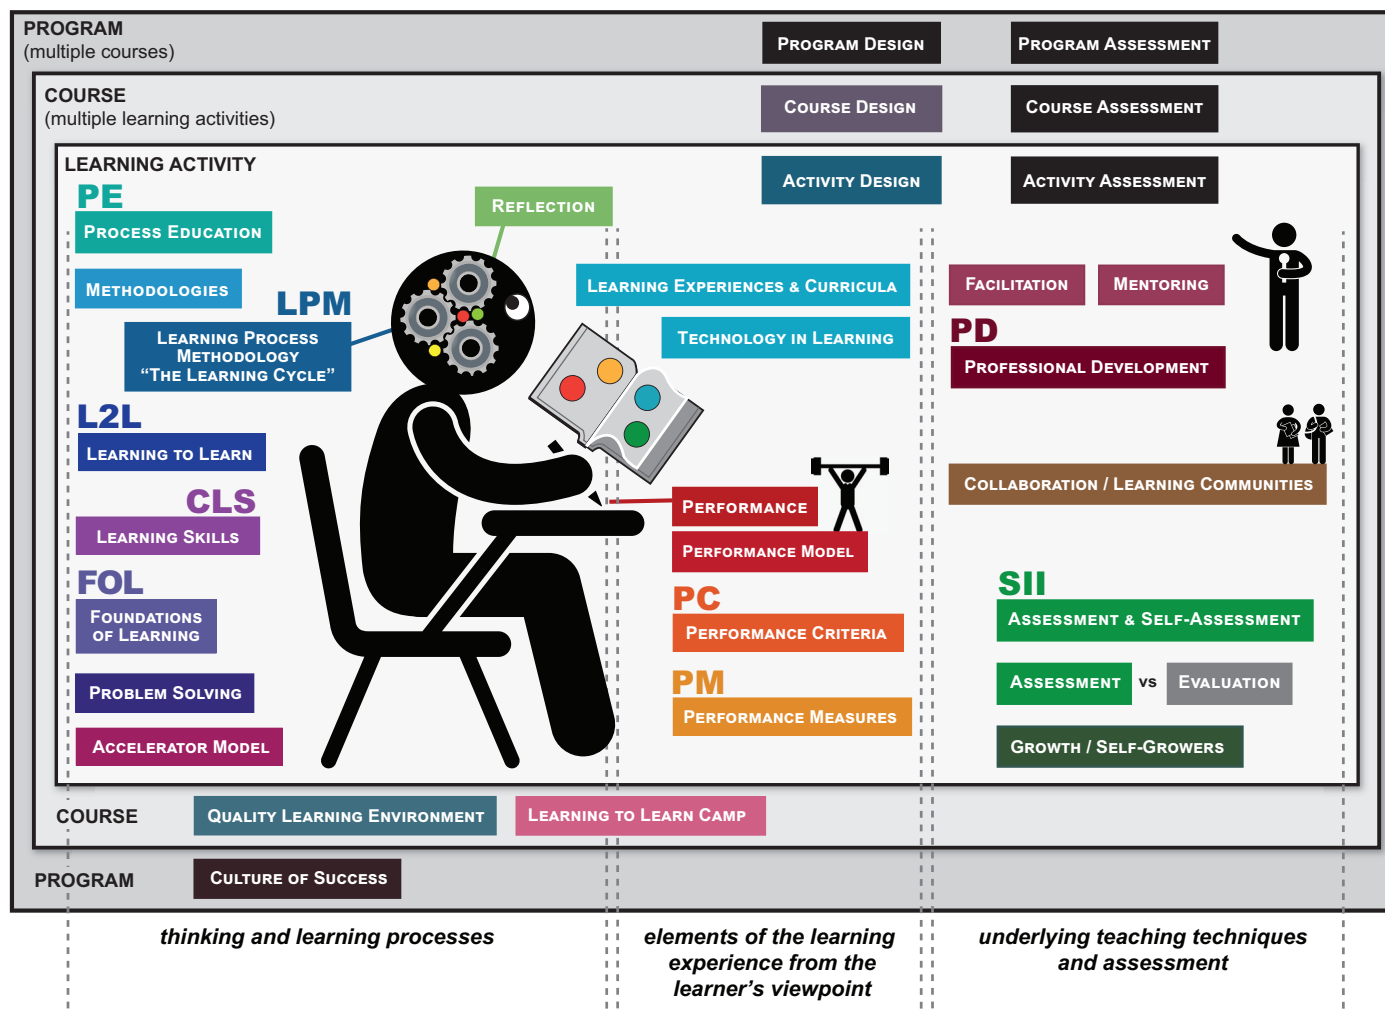 PROGRAM
(multiple courses)
PROGRAM DESIGN
PROGRAM ASSESSMENT
COURSE
(multiple learning activities)
COURSE DESIGN
COURSE ASSESSMENT
LEARNING ACTIVITY
ACTIVITY DESIGN
ACTIVITY ASSESSMENT
PE
PROCESS EDUCATION
REFLECTION
METHODOLOGIES
LPM
LEARNING PROCESS
METHODOLOGY
“THE LEARNING CYCLE”
L2L
LEARNING TO LEARN
CLS
LEARNING SKILLS
FOL
FOUNDATIONS
OF LEARNING
PROBLEM SOLVING
ACCELERATOR MODEL
LEARNING EXPERIENCES & CURRICULA
TECHNOLOGY IN LEARNING
PERFORMANCE
PERFORMANCE MODEL
PC
PERFORMANCE CRITERIA
PM
PERFORMANCE MEASURES
FACILITATION
MENTORING
PD
PROFESSIONAL DEVELOPMENT
COLLABORATION / LEARNING COMMUNITIES
SII
ASSESSMENT & SELF-ASSESSMENT
ASSESSMENT vs EVALUATION
GROWTH / SELF-GROWERS
COURSE
QUALITY LEARNING ENVIRONMENT
LEARNING TO LEARN CAMP
PROGRAM
CULTURE OF SUCCESS
thinking and learning processes
elements of the learning
experience from the
learner’s viewpoint
underlying teaching techniques
and assessment